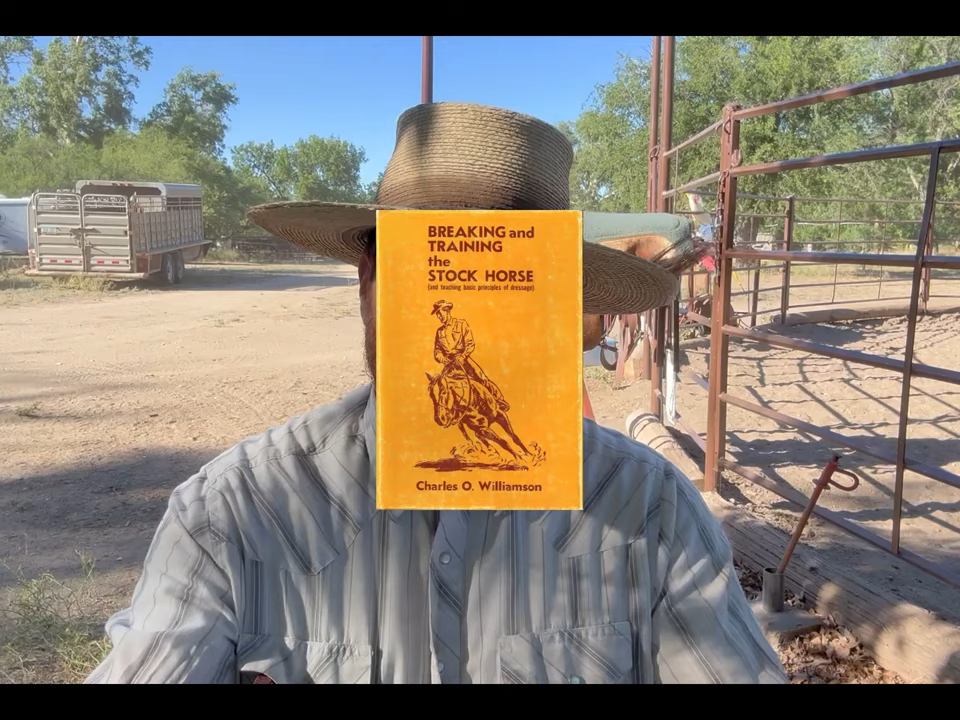 BREAKING and
TRAINING
the
STOCK HORSE
(and teaching basic principles of dressage)
Charles O. Williamson